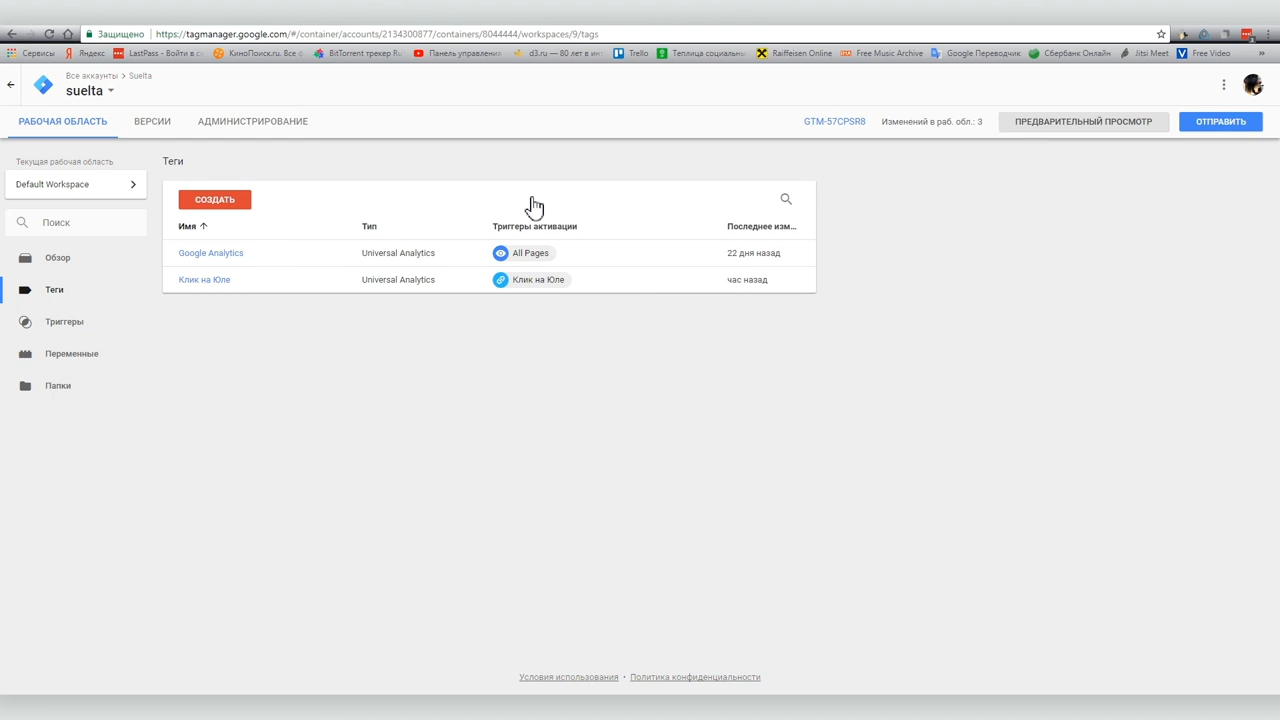 Защищено https://tagmanager.google.com/#/container/accounts/2134300877/containers/8044444/workspaces/9/tags
Сервисы Яндекс LastPass - Войти в си КиноПоиск.ru. Все ф BitTorrent трекер Ru Панель управления d3.ru — 80 лет в инт Trello Теплица социальны Raiffeisen Online Free Music Archive Google Переводчик Сбербанк Онлайн Jitsi Meet Free Video »
Все аккаунты > Suelta
suelta
РАБОЧАЯ ОБЛАСТЬ ВЕРСИИ АДМИНИСТРИРОВАНИЕ GTM-57CPSR8 Изменений в раб. обл.: 3 ПРЕДВАРИТЕЛЬНЫЙ ПРОСМОТР ОТПРАВИТЬ
Текущая рабочая область
Default Workspace
Поиск
Обзор
Теги
Триггеры
Переменные
Папки
Теги
СОЗДАТЬ
Имя Тип Триггеры активации Последнее изм...
Google Analytics Universal Analytics All Pages 22 дня назад
Клик на Юле Universal Analytics Клик на Юле час назад
Условия использования • Политика конфиденциальности